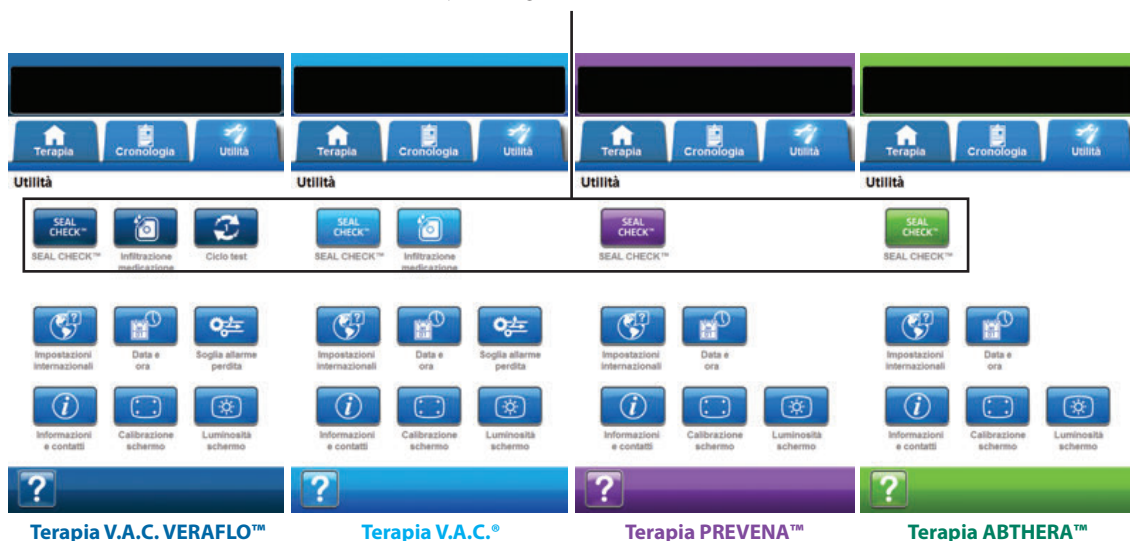 Terapia
Cronologia
Utilità
Utilità
SEAL
CHECK™
SEAL CHECK™
Infiltrazione
medicazione
1
Ciclo test
Impostazioni
internazionali
Data e
ora
Soglia allarme
perdita
i
Informazioni
e contatti
Calibrazione
schermo
Luminosità
schermo
?
Terapia V.A.C. VERAFLO™
Terapia
Cronologia
Utilità
Utilità
SEAL
CHECK™
SEAL CHECK™
Infiltrazione
medicazione
Impostazioni
internazionali
Data e
ora
Soglia allarme
perdita
i
Informazioni
e contatti
Calibrazione
schermo
Luminosità
schermo
?
Terapia V.A.C.®
Terapia
Cronologia
Utilità
Utilità
SEAL
CHECK™
SEAL CHECK™
Impostazioni
internazionali
Data e
ora
i
Informazioni
e contatti
Calibrazione
schermo
Luminosità
schermo
?
Terapia PREVENA™
Terapia
Cronologia
Utilità
Utilità
SEAL
CHECK™
SEAL CHECK™
Impostazioni
internazionali
Data e
ora
i
Informazioni
e contatti
Calibrazione
schermo
Luminosità
schermo
?
Terapia ABTHERA™